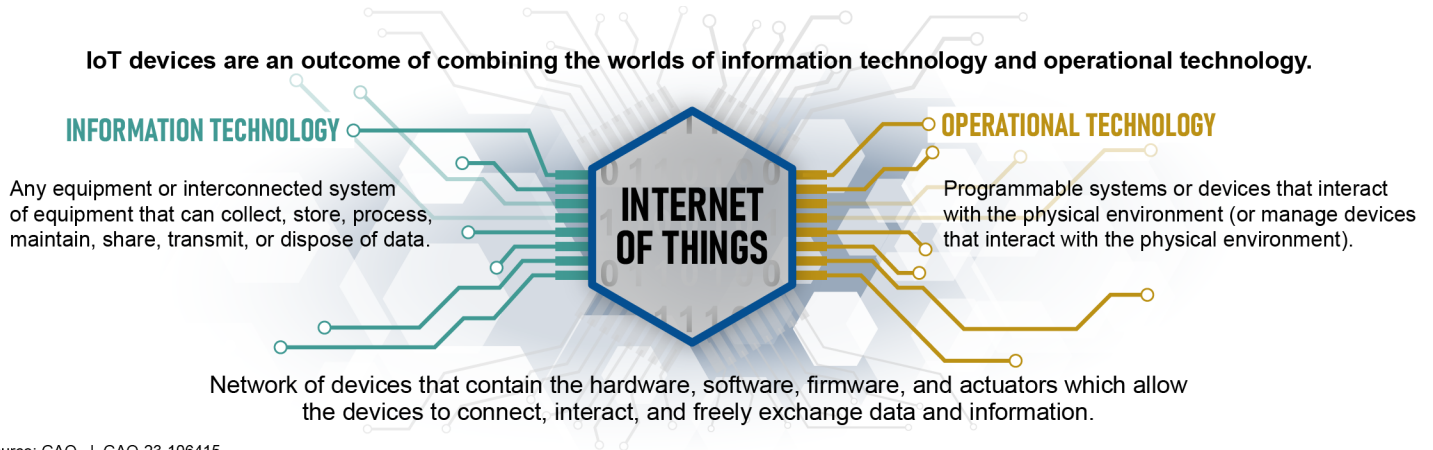 IoT devices are an outcome of combining the worlds of information technology and operational technology.
INFORMATION TECHNOLOGY
Any equipment or interconnected system
of equipment that can collect, store, process,
maintain, share, transmit, or dispose of data.
INTERNET
OF THINGS
OPERATIONAL TECHNOLOGY
Programmable systems or devices that interact
with the physical environment (or manage devices
that interact with the physical environment).
Network of devices that contain the hardware, software, firmware, and actuators which allow
the devices to connect, interact, and freely exchange data and information.
GAO | GAO-23-106415